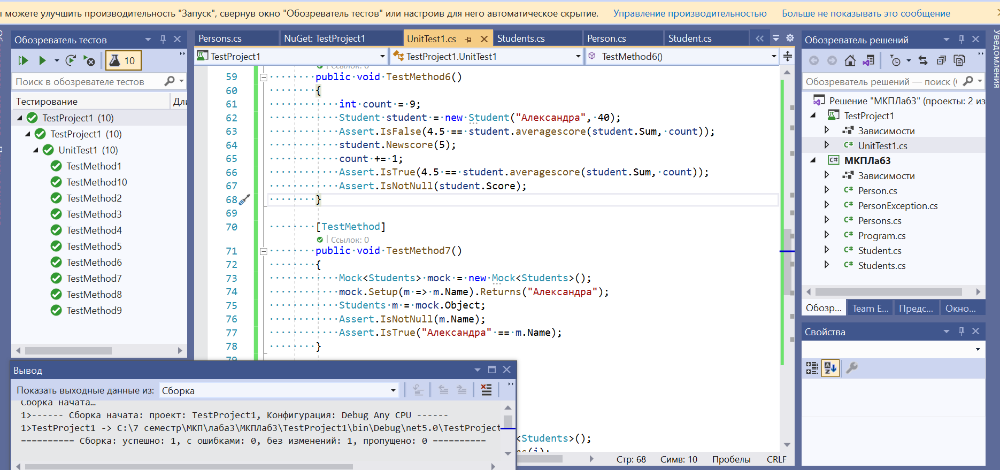 можете улучшить производительность "Запуск", свернув окно "Обозреватель тестов" или настроив для него автоматическое скрытие. Управление производительностью Больше не показывать это сообщение
Обозреватель тестов
10
Поиск в обозревателе тестов
Тестирование Дли
TestProject1 (10)
TestProject1 (10)
UnitTest1 (10)
TestMethod1
TestMethod10
TestMethod2
TestMethod3
TestMethod4
TestMethod5
TestMethod6
TestMethod7
TestMethod8
TestMethod9
Persons.cs NuGet: TestProject1 UnitTest1.cs Students.cs Person.cs Student.cs
TestProject1 TestProject1.UnitTest1 TestMethod6()
Ссылок: 0
59 public void TestMethod6()
60 {
61 int count = 9;
62 Student student = new Student("Александра", 40);
63 Assert.IsFalse(4.5 == student.averagescore(student.Sum, count));
64 student.Newscore(5);
65 count += 1;
66 Assert.IsTrue(4.5 == student.averagescore(student.Sum, count));
67 Assert.IsNotNull(student.Score);
68 }
69
70 [TestMethod]
Ссылок: 0
71 public void TestMethod7()
72 {
73 Mock<Students> mock = new Mock<Students>();
74 mock.Setup(m => m.Name).Returns("Александра");
75 Students m = mock.Object;
76 Assert.IsNotNull(m.Name);
77 Assert.IsTrue("Александра" == m.Name);
78 }
79
<Students>();
Стр: 68 Симв: 10 Пробелы CRLF
Вывод
Показать выходные данные из: Сборка
Сборка начата…
1>------ Сборка начата: проект: TestProject1, Конфигурация: Debug Any CPU ------
1>TestProject1 -> C:\7 семестр\МКП\лаба3\МКПЛаб3\TestProject1\bin\Debug\net5.0\TestProject
========== Сборка: успешно: 1, с ошибками: 0, без изменений: 1, пропущено: 0 ==========
Обозреватель решений
Обозреватель решений — поиск (
Решение "МКПЛаб3" (проекты: 2 из
TestProject1
Зависимости
C# UnitTest1.cs
C# МКПЛаб3
Зависимости
C# Person.cs
C# PersonException.cs
C# Persons.cs
C# Program.cs
C# Student.cs
C# Students.cs
Обозр... Team E... Предс... Окно...
Свойства
Уведомления